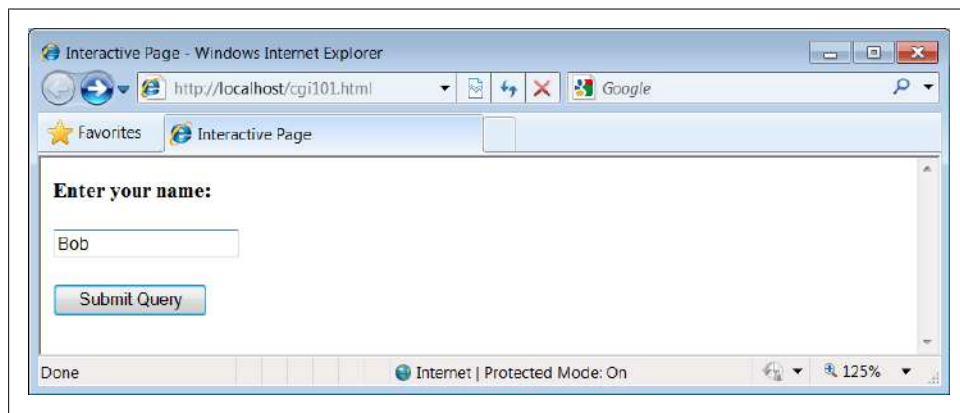 Interactive Page - Windows Internet Explorer
http://localhost/cgi101.html
Google
Favorites
Interactive Page
Enter your name:
Bob
Submit Query
Done
Internet | Protected Mode: On
125%